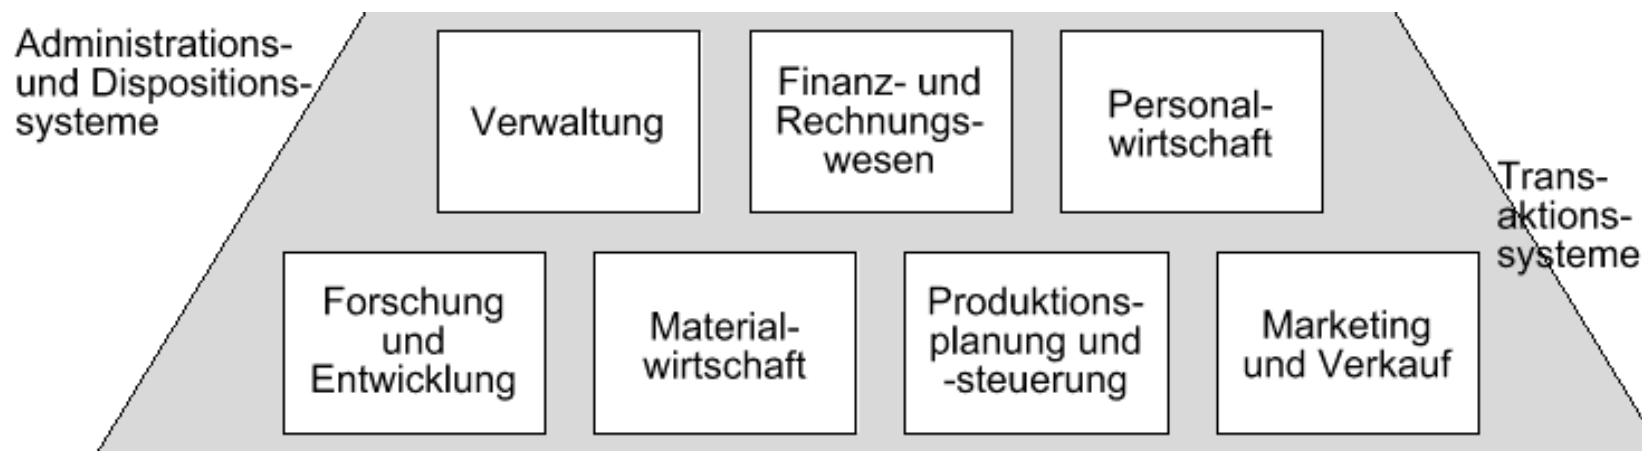 Administrations-
und Dispositions-
systeme
Verwaltung
Finanz- und
Rechnungs-
wesen
Personal-
wirtschaft
Trans-
aktions-
systeme
Forschung
und
Entwicklung
Material-
wirtschaft
Produktions-
planung und
-steuerung
Marketing
und Verkauf